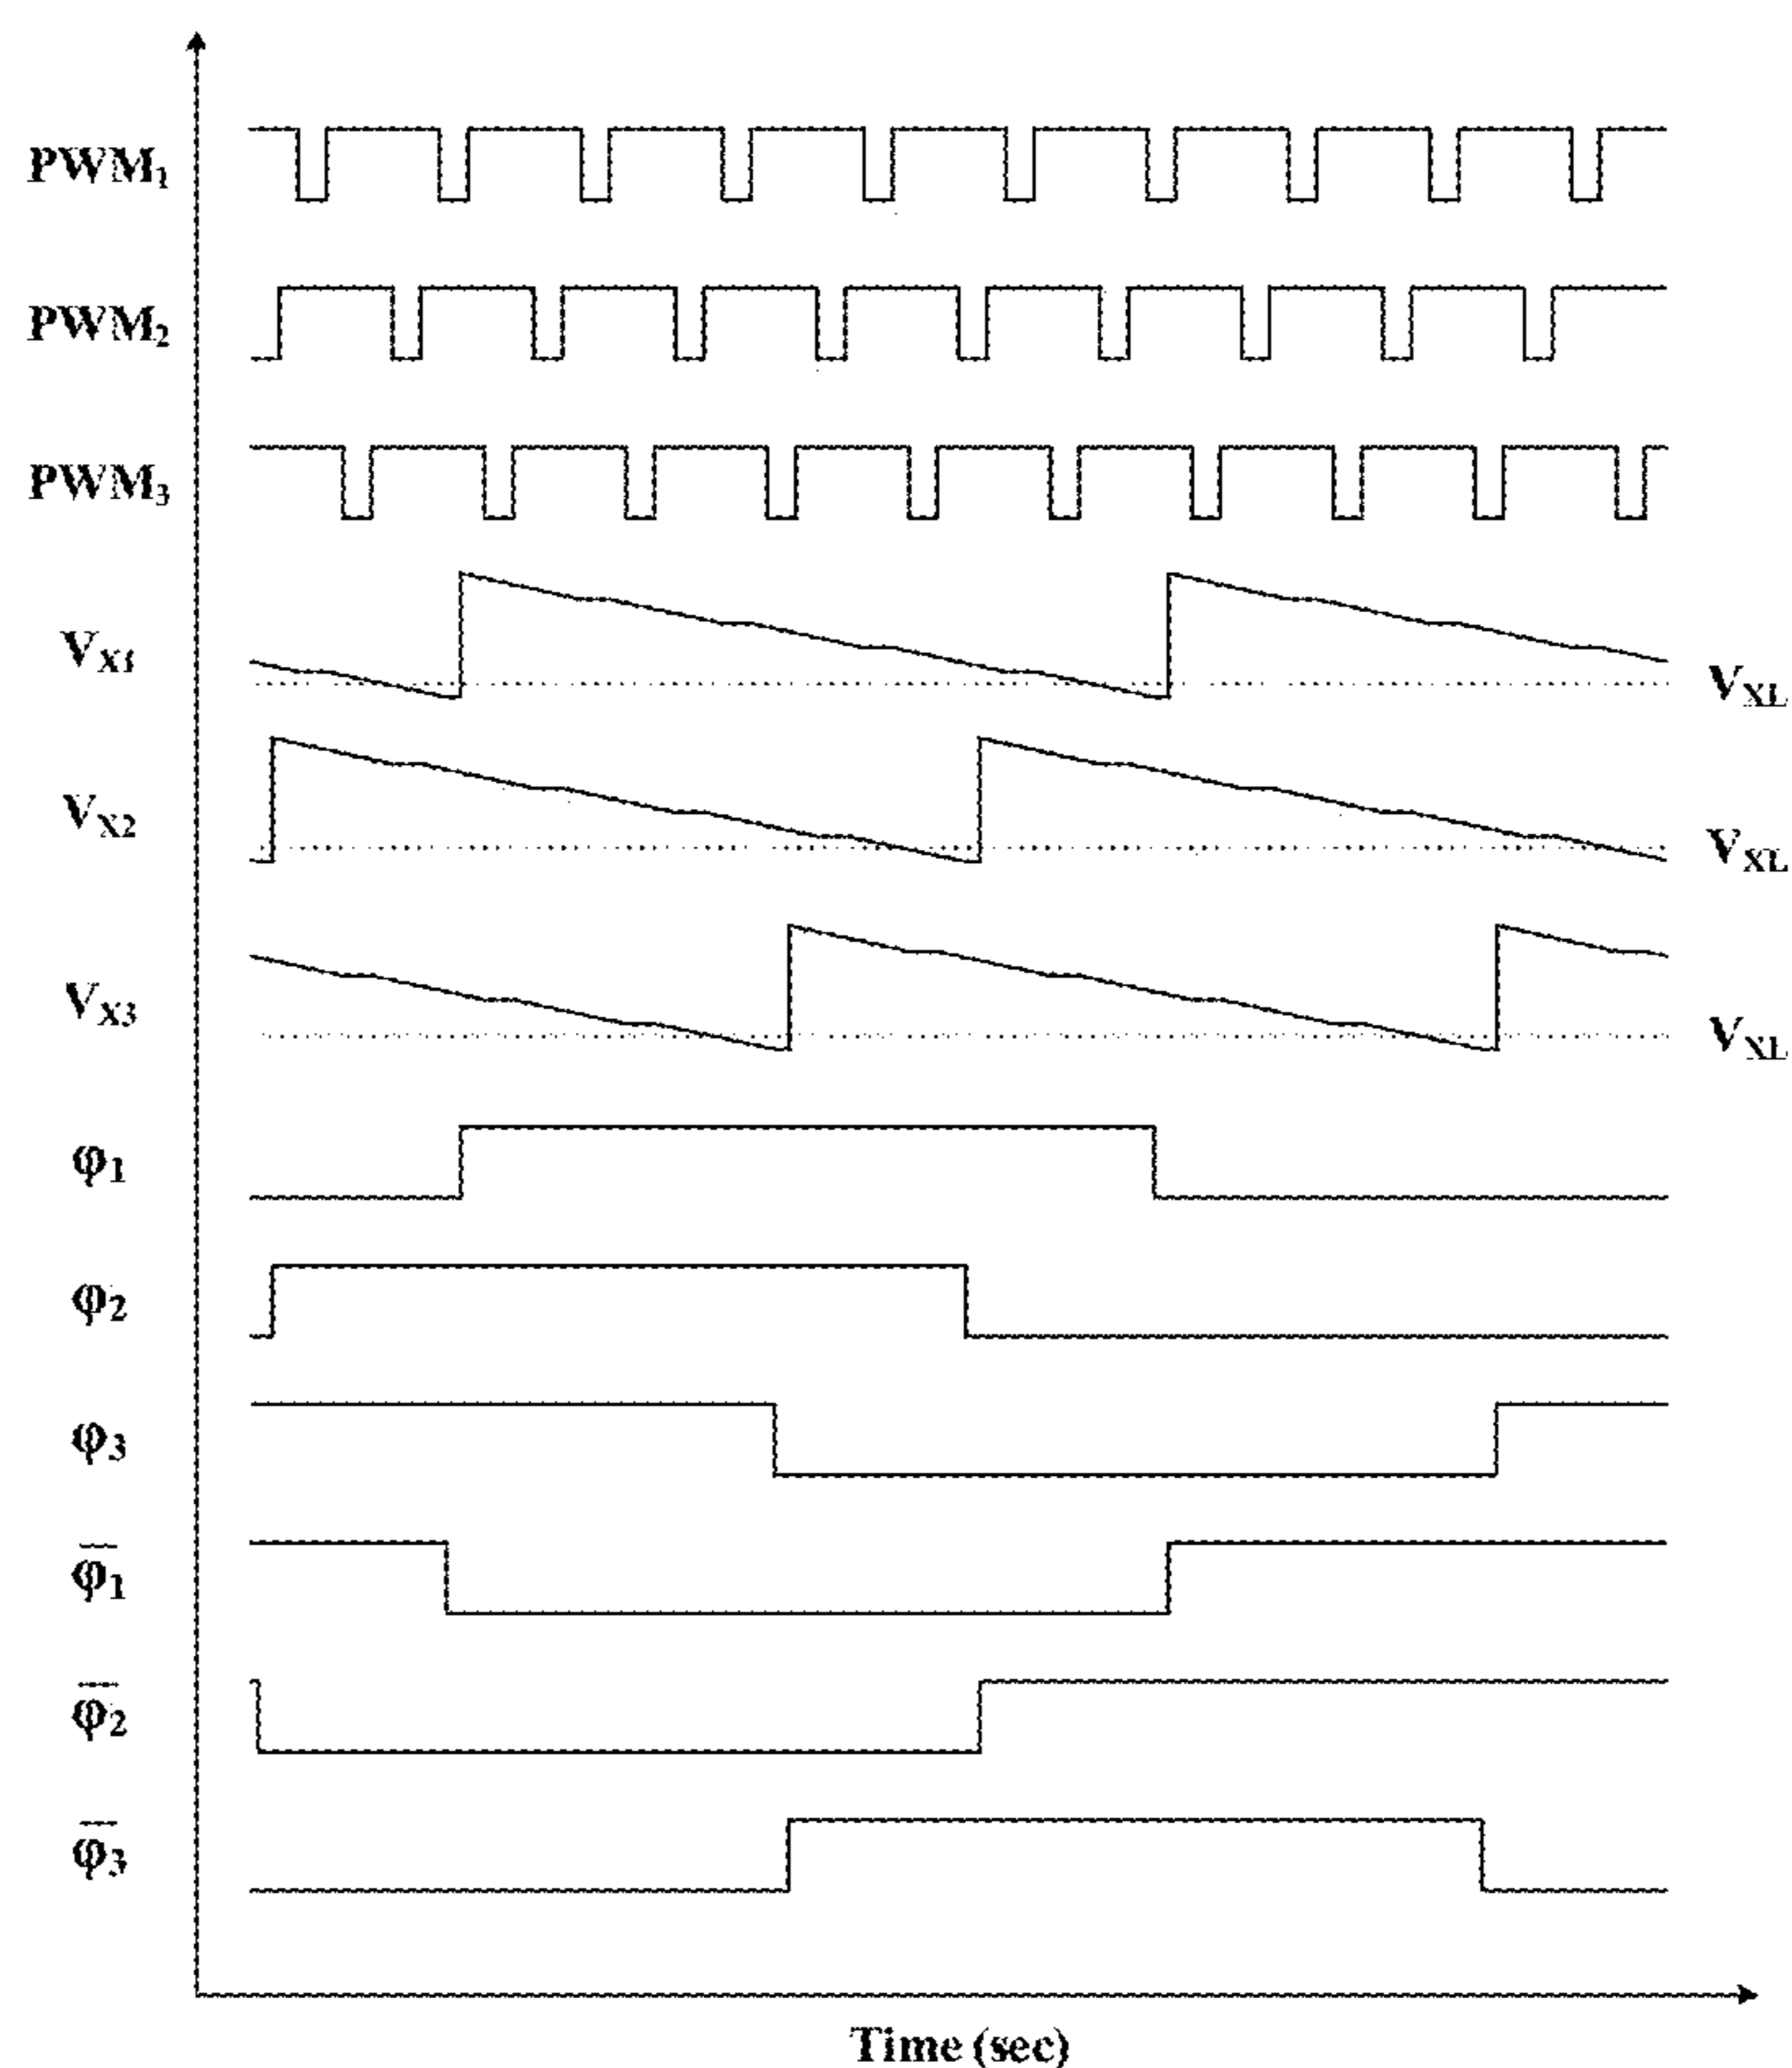 PWM₁
PWM₂
PWM₃
V_X1
V_XL
V_X2
V_XL
V_X3
V_XL
φ₁
φ₂
φ₃
φ̅₁
φ̅₂
φ̅₃
Time (sec)